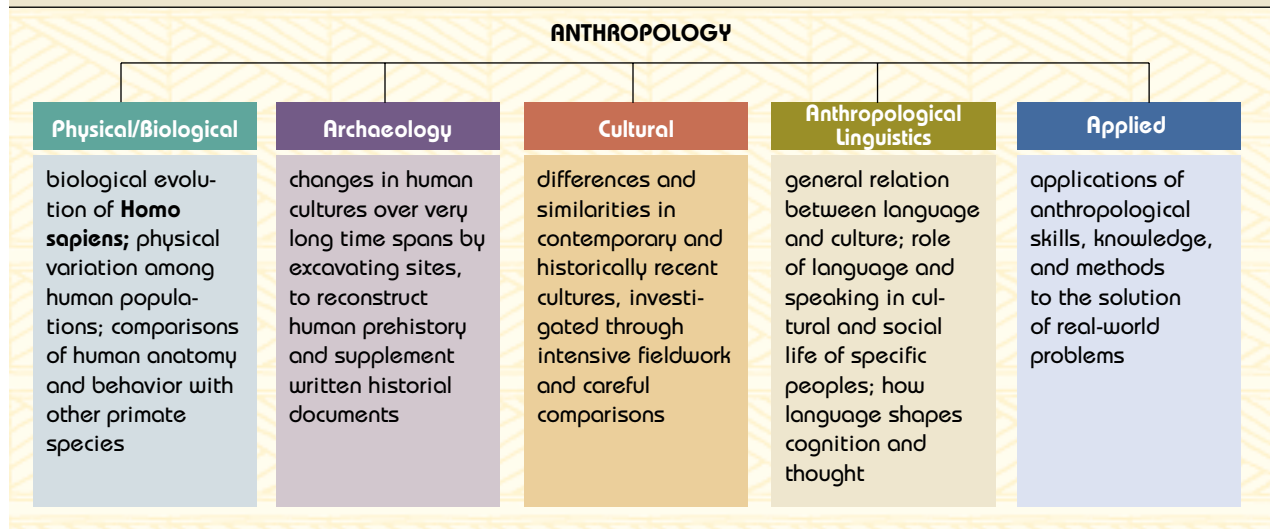 ANTHROPOLOGY
Physical/Biological
biological evolu-
tion of Homo
sapiens; physical
variation among
human popula-
tions; comparisons
of human anatomy
and behavior with
other primate
species
Archaeology
changes in human
cultures over very
long time spans by
excavating sites,
to reconstruct
human prehistory
and supplement
written historial
documents
Cultural
differences and
similarities in
contemporary and
historically recent
cultures, investi-
gated through
intensive fieldwork
and careful
comparisons
Anthropological
Linguistics
general relation
between language
and culture; role
of language and
speaking in cul-
tural and social
life of specific
peoples; how
language shapes
cognition and
thought
Applied
applications of
anthropological
skills, knowledge,
and methods
to the solution
of real-world
problems